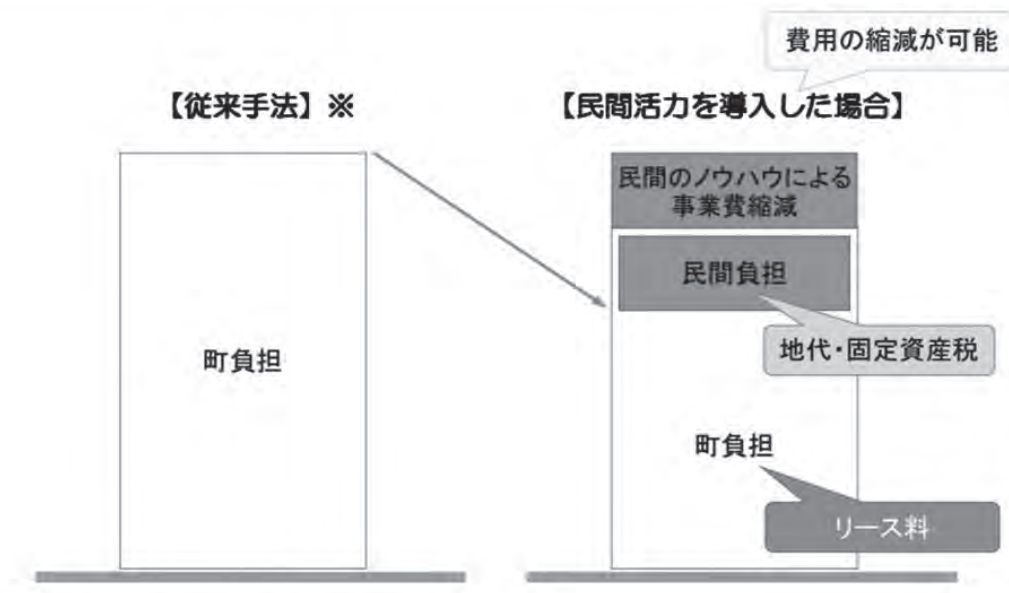 費用の縮減が可能
【従来手法】※
【民間活力を導入した場合】
民間のノウハウによる
事業費縮減
民間負担
地代・固定資産税
町負担
町負担
リース料